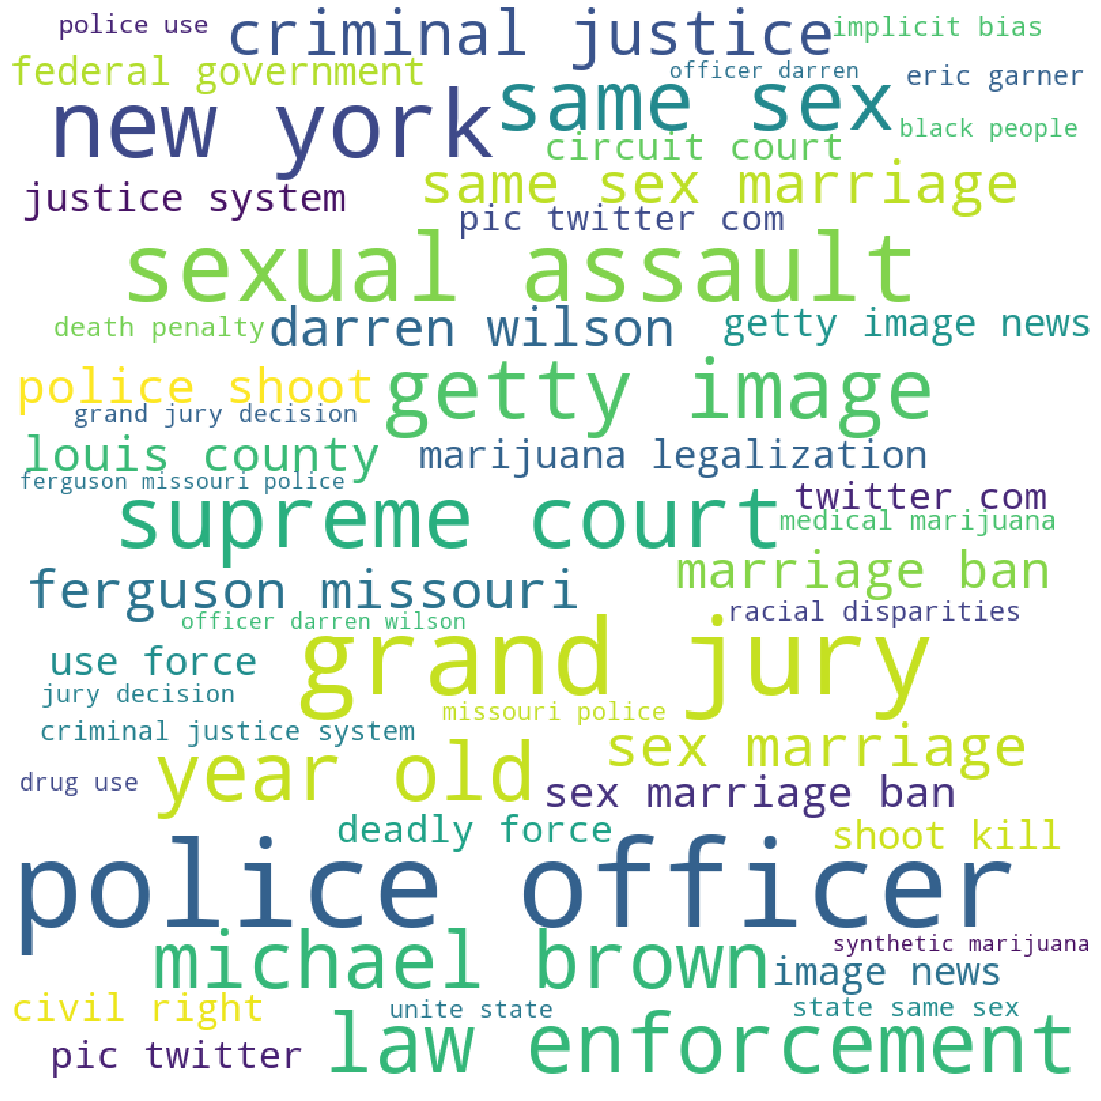 police use
criminal justice
implicit bias
federal government
officer darren
eric garner
new york
same sex
black people
circuit court
justice system
same sex marriage
pic twitter com
sexual assault
death penalty
darren wilson
getty image news
police shoot
getty image
grand jury decision
louis county
marijuana legalization
ferguson missouri police
supreme court
twitter com
medical marijuana
ferguson missouri
marriage ban
racial disparities
officer darren wilson
grand jury
use force
jury decision
missouri police
criminal justice system
year old
sex marriage
drug use
sex marriage ban
deadly force
shoot kill
police officer
michael brown
synthetic marijuana
image news
civil right
unite state
state same sex
pic twitter
law enforcement